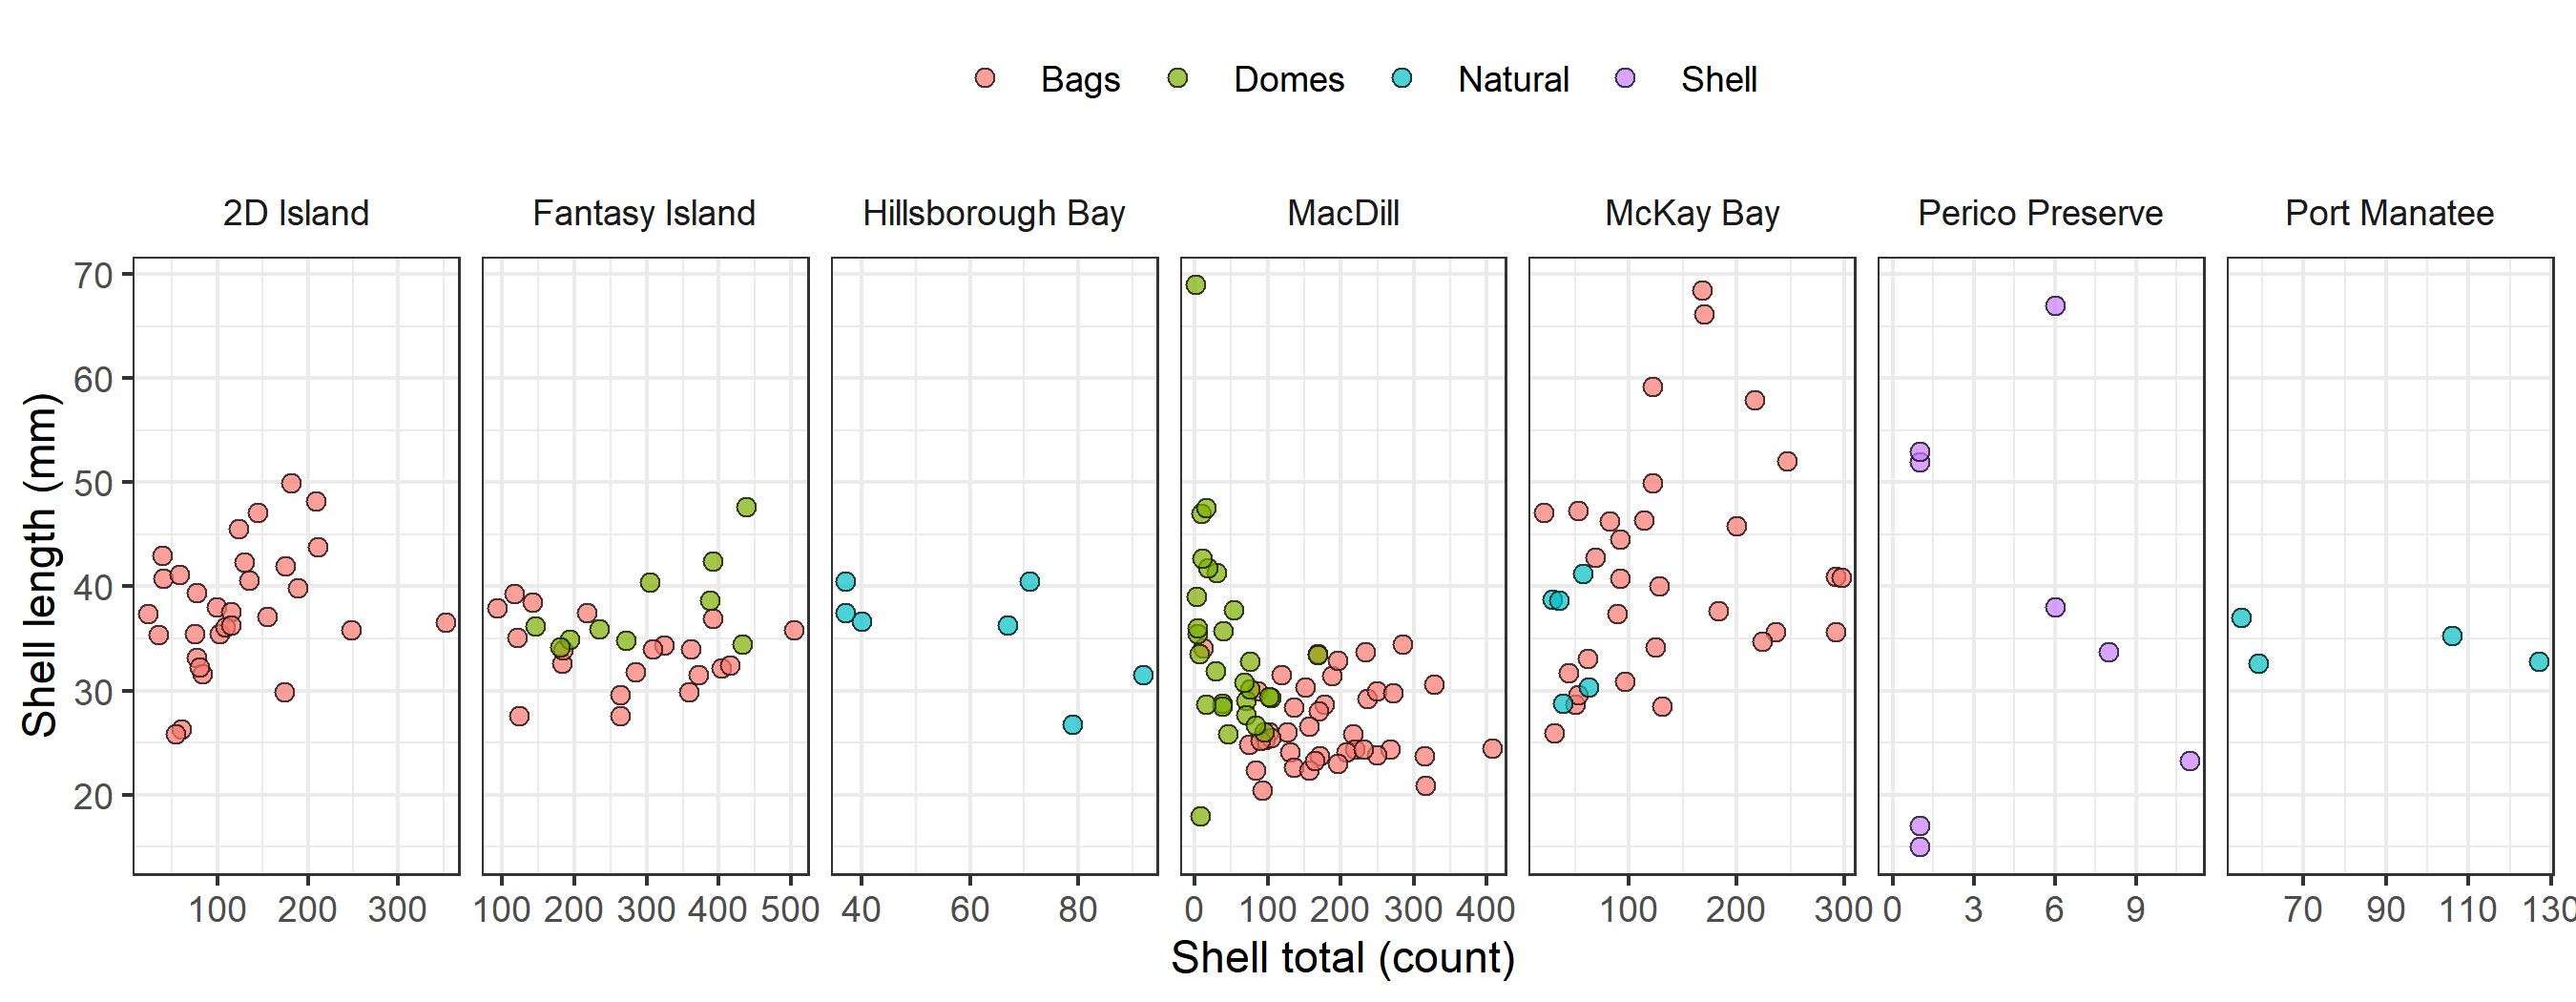 Bags Domes Natural Shell
2D Island Fantasy Island Hillsborough Bay MacDill McKay Bay Perico Preserve Port Manatee
70
60
50
40
30
20
Shell length (mm)
100 200 300 100 200 300 400 500 40 60 80 0 100 200 300 400 100 200 300 0 3 6 9 70 90 110 130
Shell total (count)